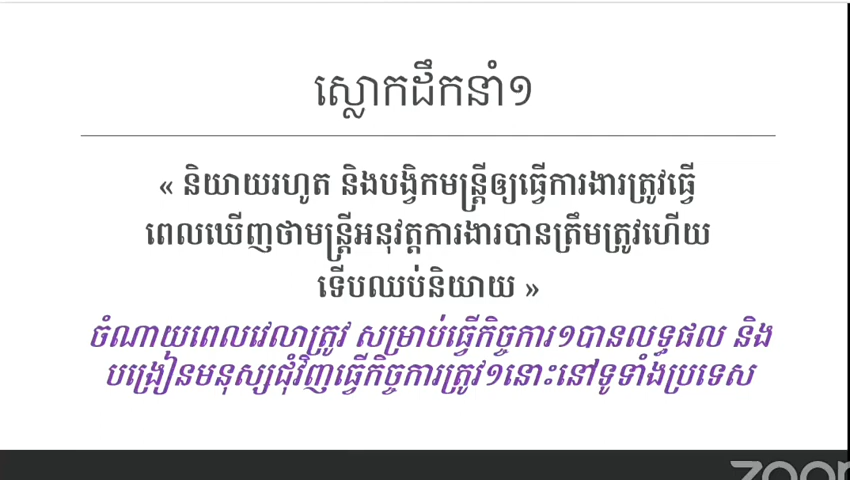 ស្លោកដឹកនាំ១
« និយាយរហូត និងបង្វឹកមន្ត្រីឲ្យធ្វើការងារត្រូវធ្វើ
ពេលឃើញថាមន្ត្រីអនុវត្តការងារបានត្រឹមត្រូវហើយ
ទើបឈប់និយាយ »
ចំណាយពេលវេលាត្រូវ សម្រាប់ធ្វើកិច្ចការ១បានលទ្ធផល និង
បង្រៀនមនុស្សជុំវិញធ្វើកិច្ចការត្រូវ១នោះនៅទូទាំងប្រទេស
zoom